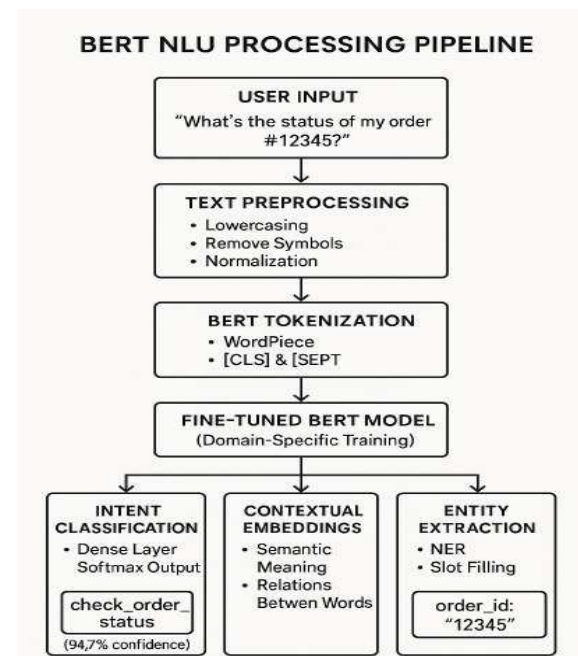 BERT NLU PROCESSING PIPELINE
USER INPUT
“What’s the status of my order
#12345?”
TEXT PREPROCESSING
• Lowercasing
• Remove Symbols
• Normalization
BERT TOKENIZATION
• WordPiece
• [CLS] & [SEPT
FINE-TUNED BERT MODEL
(Domain-Specific Training)
INTENT
CLASSIFICATION
• Dense Layer
Softmax Output
check_order_
status
(94,7% confidence)
CONTEXTUAL
EMBEDDINGS
• Semantic
Meaning
• Relations
Betwen Words
ENTITY
EXTRACTION
• NER
• Slot Filling
order_id:
“12345”